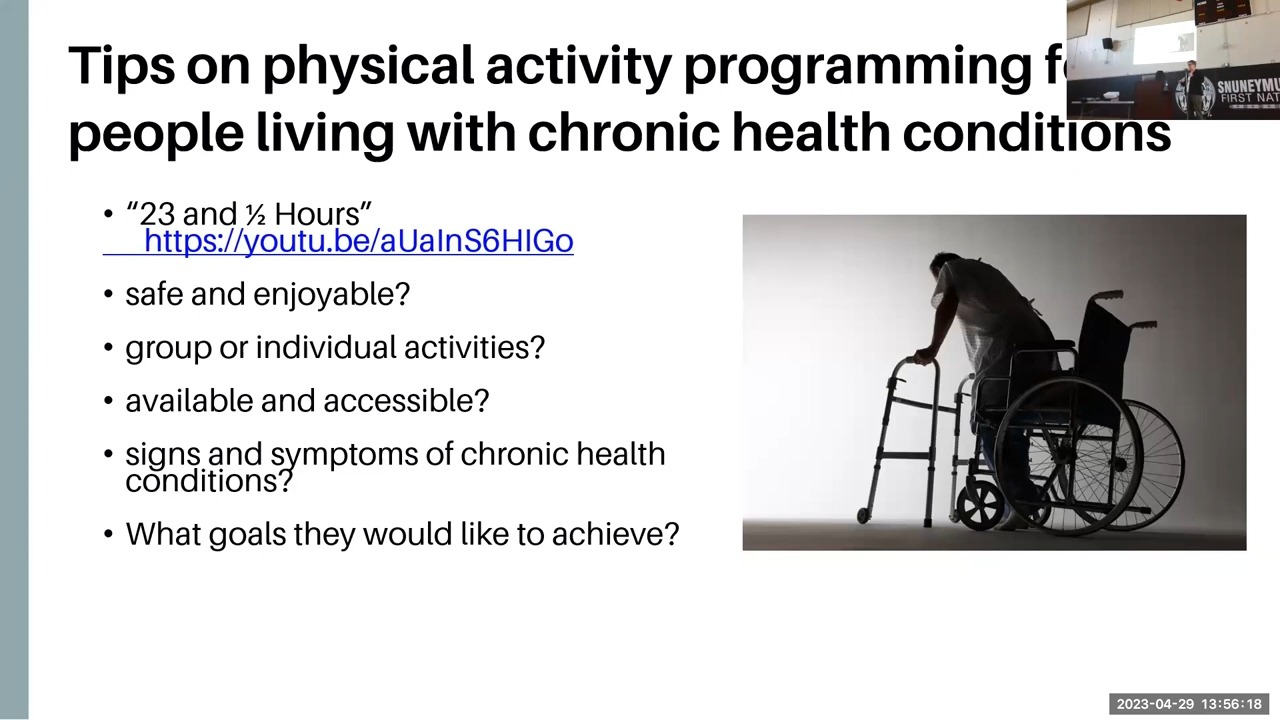 Tips on physical activity programming f
people living with chronic health conditions
SNUNEYMU
FIRST NAT
• “23 and ½ Hours”
https://youtu.be/aUaInS6HIGo
• safe and enjoyable?
• group or individual activities?
• available and accessible?
• signs and symptoms of chronic health
conditions?
• What goals they would like to achieve?
2023-04-29 13:56:18